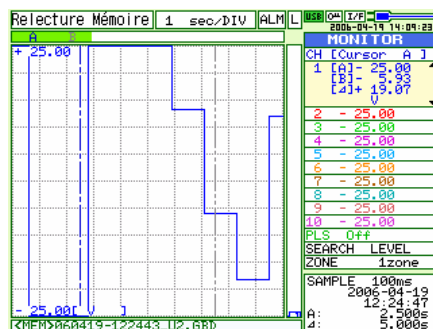 Relecture Mémoire 1 sec/DIV ALM L USB I/F
2006-04-19 14:09:23
A B
MONITOR
+ 25.00
CH [Cursor A ]
1 [A]- 25.00
[B]- 5.93
[⊿]+ 19.07
V
2 - 25.00
3 - 25.00
4 - 25.00
5 - 25.00
6 - 25.00
7 - 25.00
8 - 25.00
9 - 25.00
10 - 25.00
PLS Off
SEARCH LEVEL
ZONE 1zone
SAMPLE 100ms
2006-04-19
12:24:47
- 25.00[ V ]
A: 2.500s
<MEM>060419-122443_U2.GBD
⊿: 5.000s